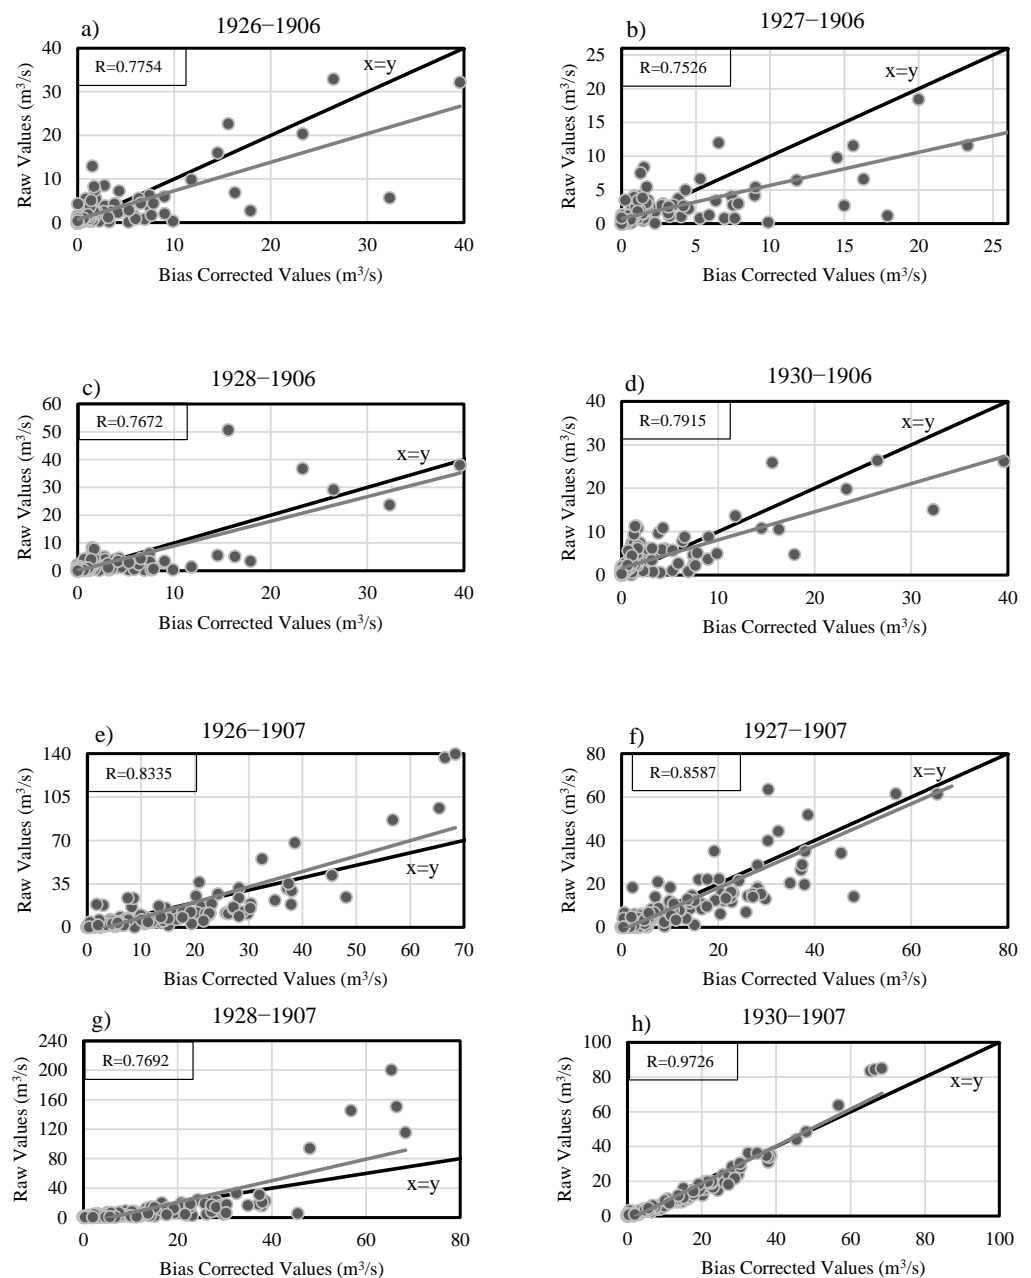 a) 1926−1906
R=0.7754
x=y
Raw Values (m³/s)
40
30
20
10
0
0 10 20 30 40
Bias Corrected Values (m³/s)
b) 1927−1906
R=0.7526
x=y
Raw Values (m³/s)
25
20
15
10
5
0
0 5 10 15 20 25
Bias Corrected Values (m³/s)
c) 1928−1906
R=0.7672
x=y
Raw Values (m³/s)
60
50
40
30
20
10
0
0 10 20 30 40
Bias Corrected Values (m³/s)
d) 1930−1906
R=0.7915
x=y
Raw Values (m³/s)
40
30
20
10
0
0 10 20 30 40
Bias Corrected Values (m³/s)
e) 1926−1907
R=0.8335
x=y
Raw Values (m³/s)
140
105
70
35
0
0 10 20 30 40 50 60 70
Bias Corrected Values (m³/s)
f) 1927−1907
R=0.8587
x=y
Raw Values (m³/s)
80
60
40
20
0
0 20 40 60 80
Bias Corrected Values (m³/s)
g) 1928−1907
R=0.7692
x=y
Raw Values (m³/s)
240
200
160
120
80
40
0
0 20 40 60 80
Bias Corrected Values (m³/s)
h) 1930−1907
R=0.9726
x=y
Raw Values (m³/s)
100
80
60
40
20
0
0 20 40 60 80 100
Bias Corrected Values (m³/s)